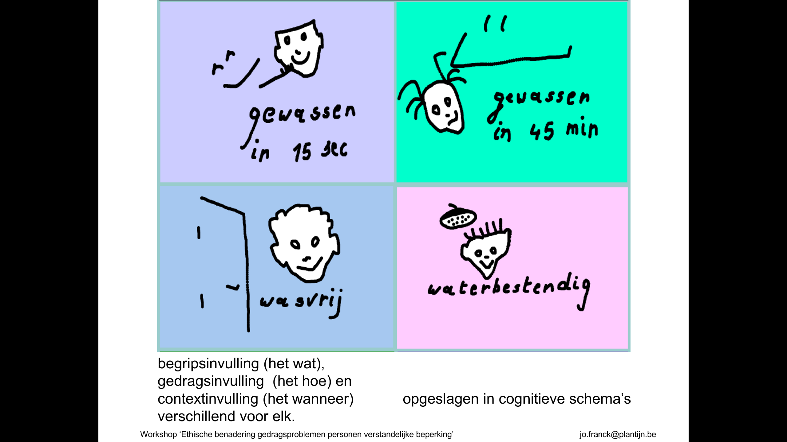 gewassen
in 15 sec
gewassen
in 45 min
wasvrij
waterbestendig
begripsinvulling (het wat),
gedragsinvulling (het hoe) en
contextinvulling (het wanneer)
verschillend voor elk.
opgeslagen in cognitieve schema's
Workshop 'Ethische benadering gedragsproblemen personen verstandelijke beperking'
jo.franck@plantijn.be